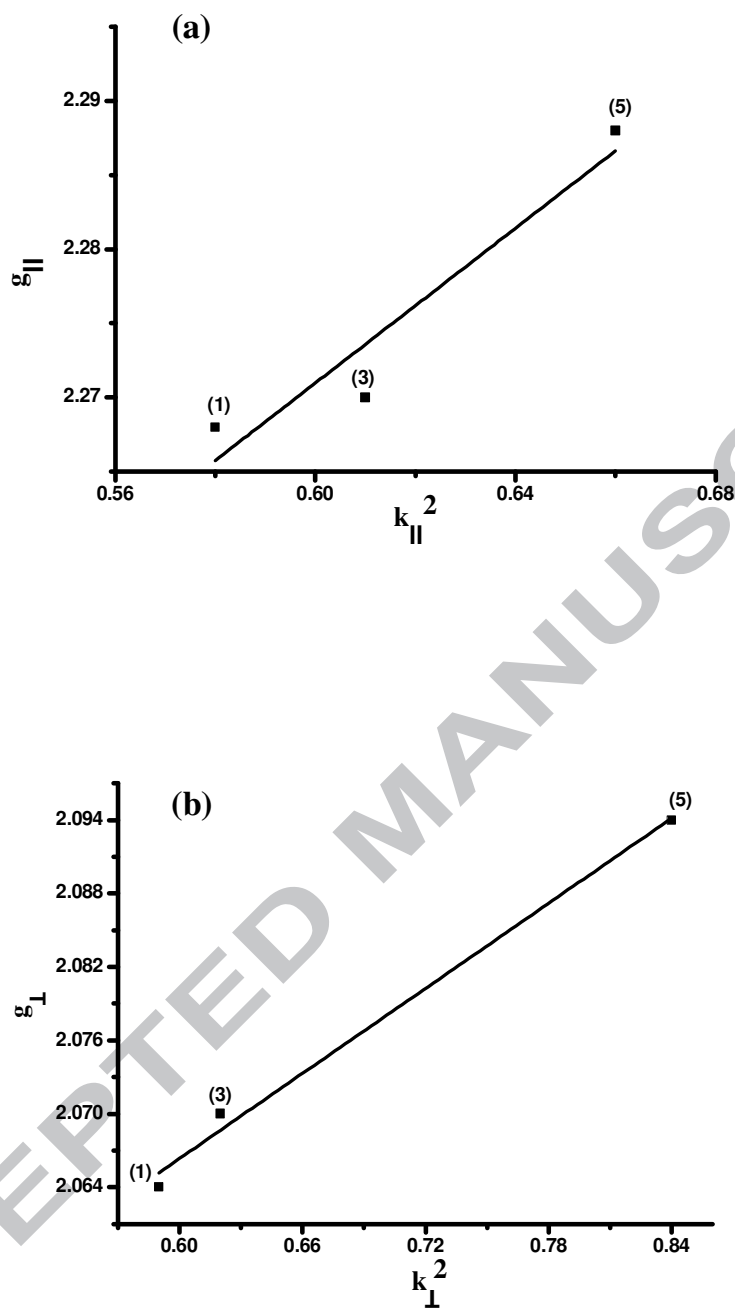 (a)
2.29
(5)
2.28
g||
(3)
2.27
(1)
0.56 0.60 0.64 0.68
k||²
(b)
(5)
2.094
2.088
2.082
g⊥
2.076
(3)
2.070
(1)
2.064
0.60 0.66 0.72 0.78 0.84
k⊥²
EPTED MANUSC